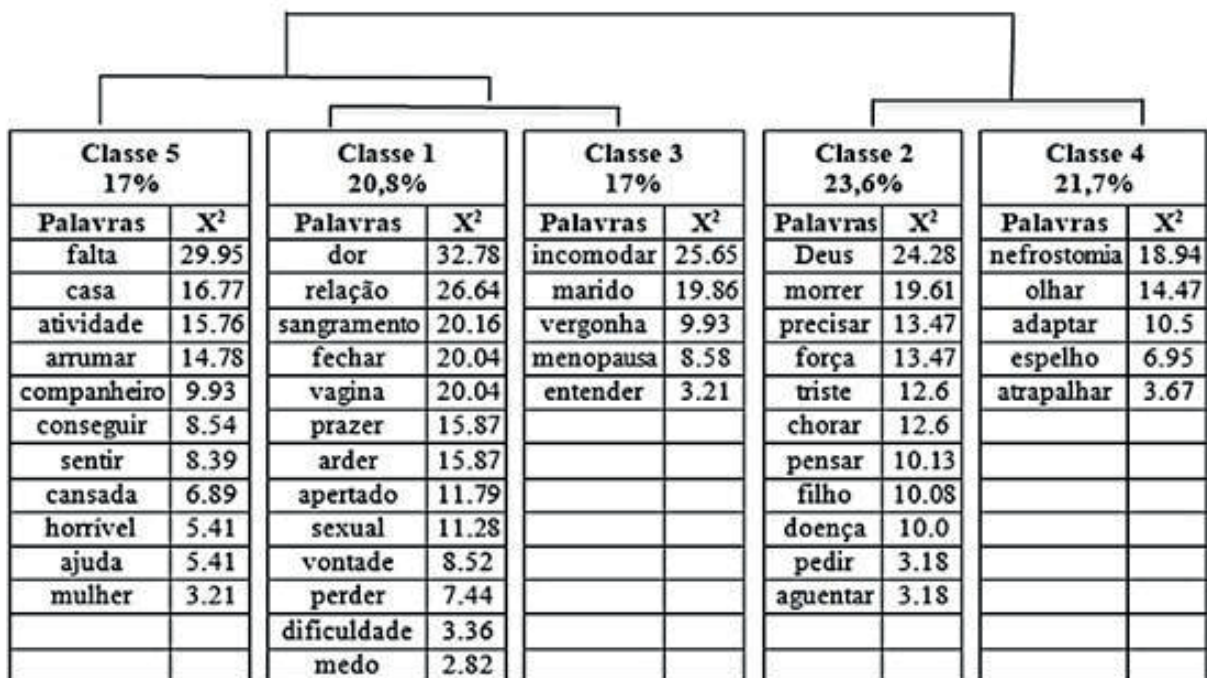 Classe 5 Classe 1 Classe 3 Classe 2 Classe 4
17% 20,8% 17% 23,6% 21,7%
Palavras X² Palavras X² Palavras X² Palavras X² Palavras X²
falta 29.95 dor 32.78 incomodar 25.65 Deus 24.28 nefrostomia 18.94
casa 16.77 relação 26.64 marido 19.86 morrer 19.61 olhar 14.47
atividade 15.76 sangramento 20.16 vergonha 9.93 precisar 13.47 adaptar 10.5
arrumar 14.78 fechar 20.04 menopausa 8.58 força 13.47 espelho 6.95
companheiro 9.93 vagina 20.04 entender 3.21 triste 12.6 atrapalhar 3.67
conseguir 8.54 prazer 15.87 chorar 12.6
sentir 8.39 arder 15.87 pensar 10.13
cansada 6.89 apertado 11.79 filho 10.08
horrível 5.41 sexual 11.28 doença 10.0
ajuda 5.41 vontade 8.52 pedir 3.18
mulher 3.21 perder 7.44 aguentar 3.18
dificuldade 3.36
medo 2.82